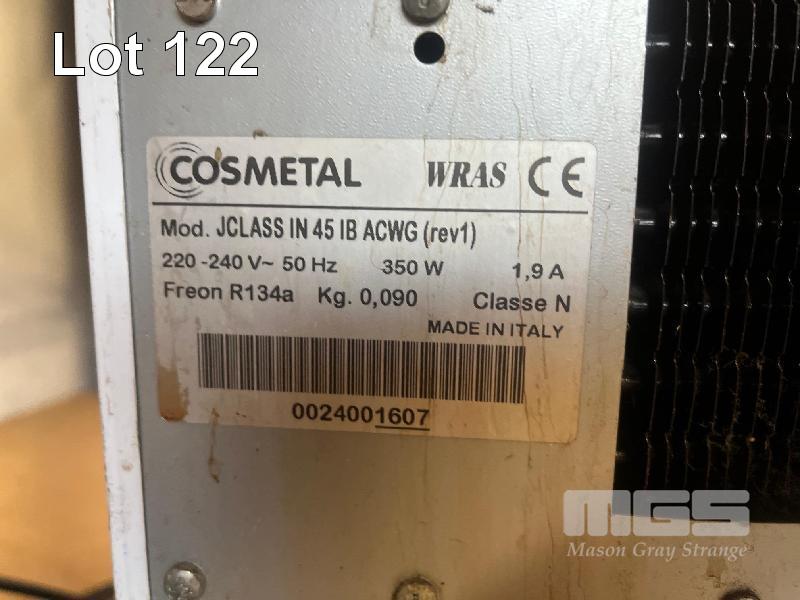 Lot 122
COSMETAL WRAS CE
Mod. JCLASS IN 45 IB ACWG (rev1)
220 -240 V~ 50 Hz 350 W 1,9 A
Freon R134a Kg. 0,090 Classe N
MADE IN ITALY
0024001607
MGS
Mason Gray Strange